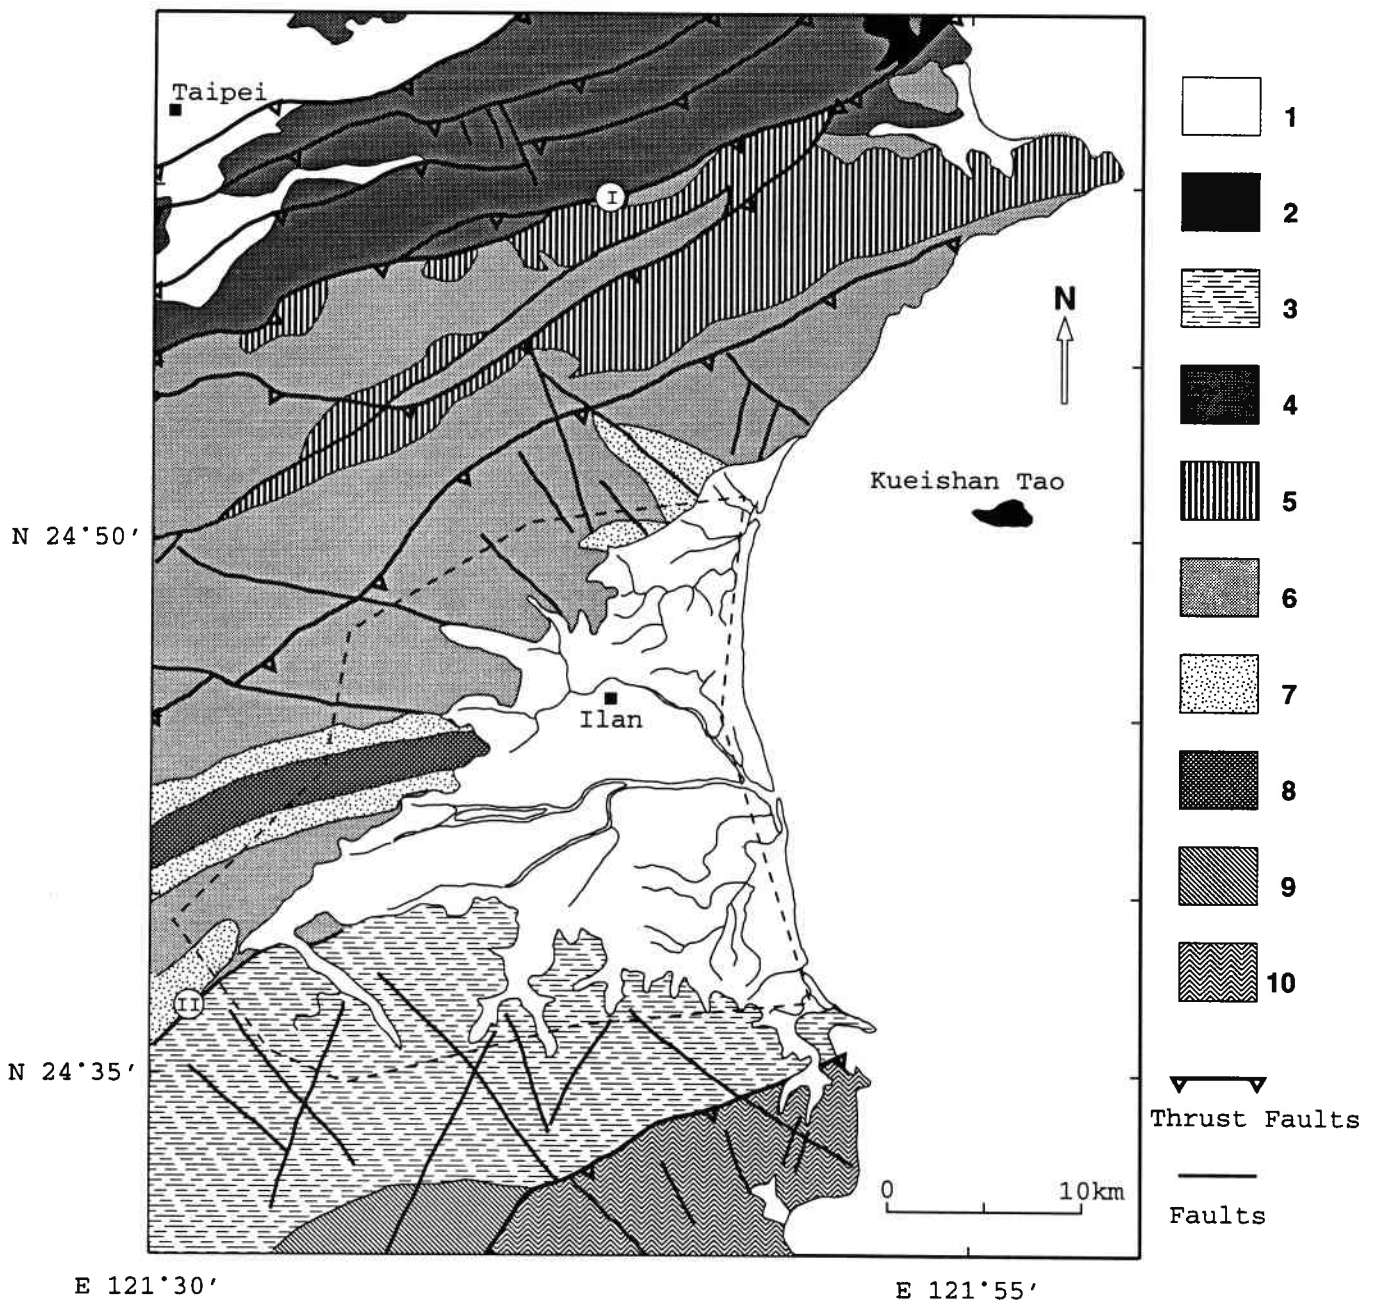 Taipei
I
N
Kueishan Tao
N 24°50'
Ilan
II
N 24°35'
0 10km
E 121°30'
E 121°55'
1
2
3
4
5
6
7
8
9
10
Thrust Faults
Faults